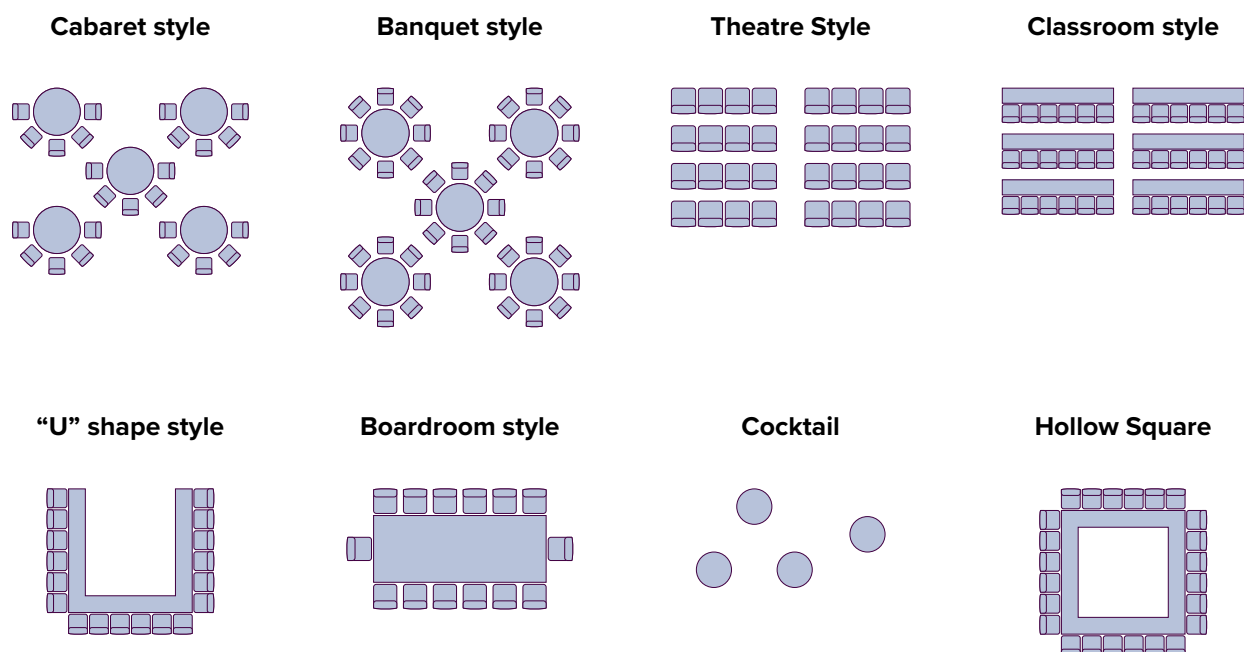 Cabaret style
Banquet style
Theatre Style
Classroom style
“U” shape style
Boardroom style
Cocktail
Hollow Square